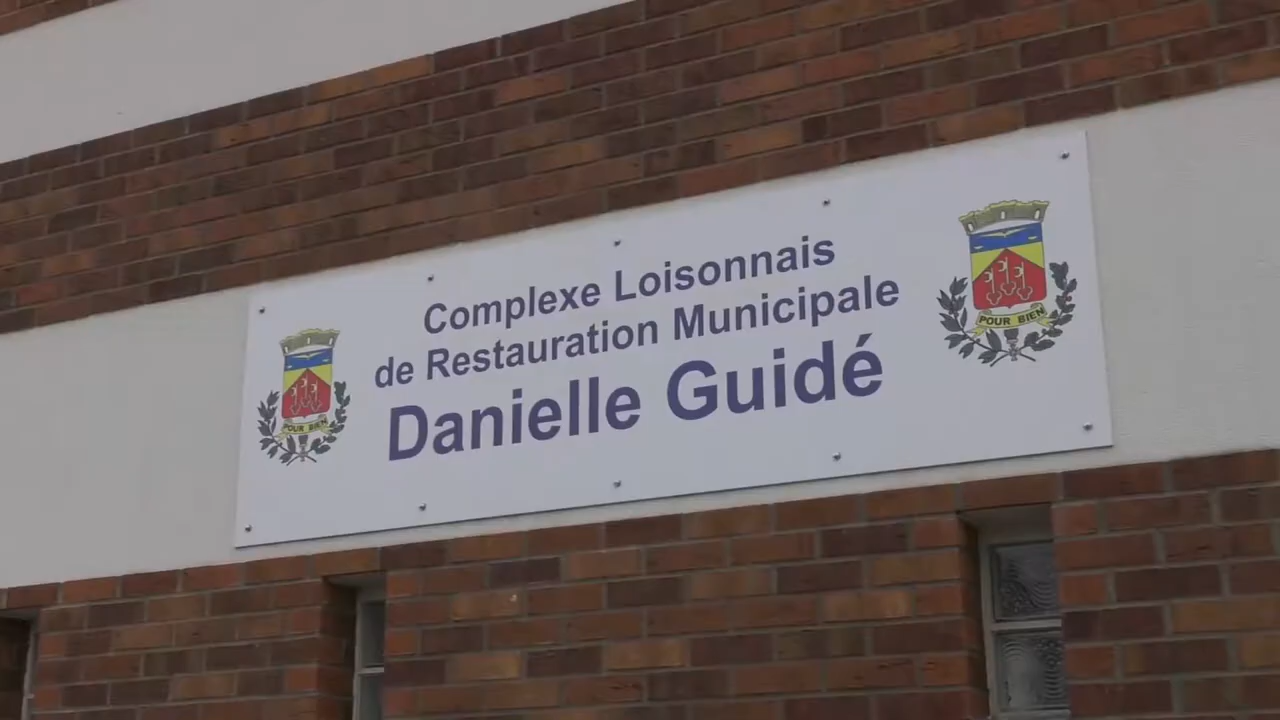 Complexe Loisonnais
de Restauration Municipale
Danielle Guidé
POUR BIEN
POUR BIEN